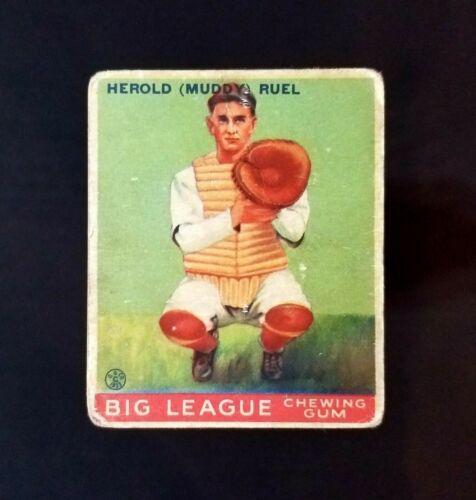 HEROLD (MUDDY) RUEL
BIG LEAGUE CHEWING GUM